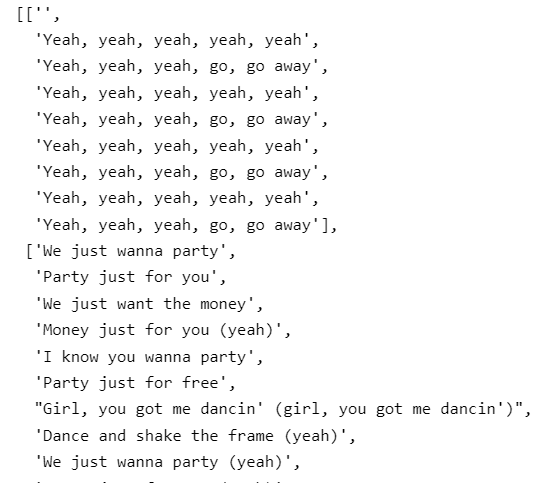 [['',
'Yeah, yeah, yeah, yeah, yeah',
'Yeah, yeah, yeah, go, go away',
'Yeah, yeah, yeah, yeah, yeah',
'Yeah, yeah, yeah, go, go away',
'Yeah, yeah, yeah, yeah, yeah',
'Yeah, yeah, yeah, go, go away',
'Yeah, yeah, yeah, yeah, yeah',
'Yeah, yeah, yeah, go, go away'],
['We just wanna party',
'Party just for you',
'We just want the money',
'Money just for you (yeah)',
'I know you wanna party',
'Party just for free',
"Girl, you got me dancin' (girl, you got me dancin')",
'Dance and shake the frame (yeah)',
'We just wanna party (yeah)',